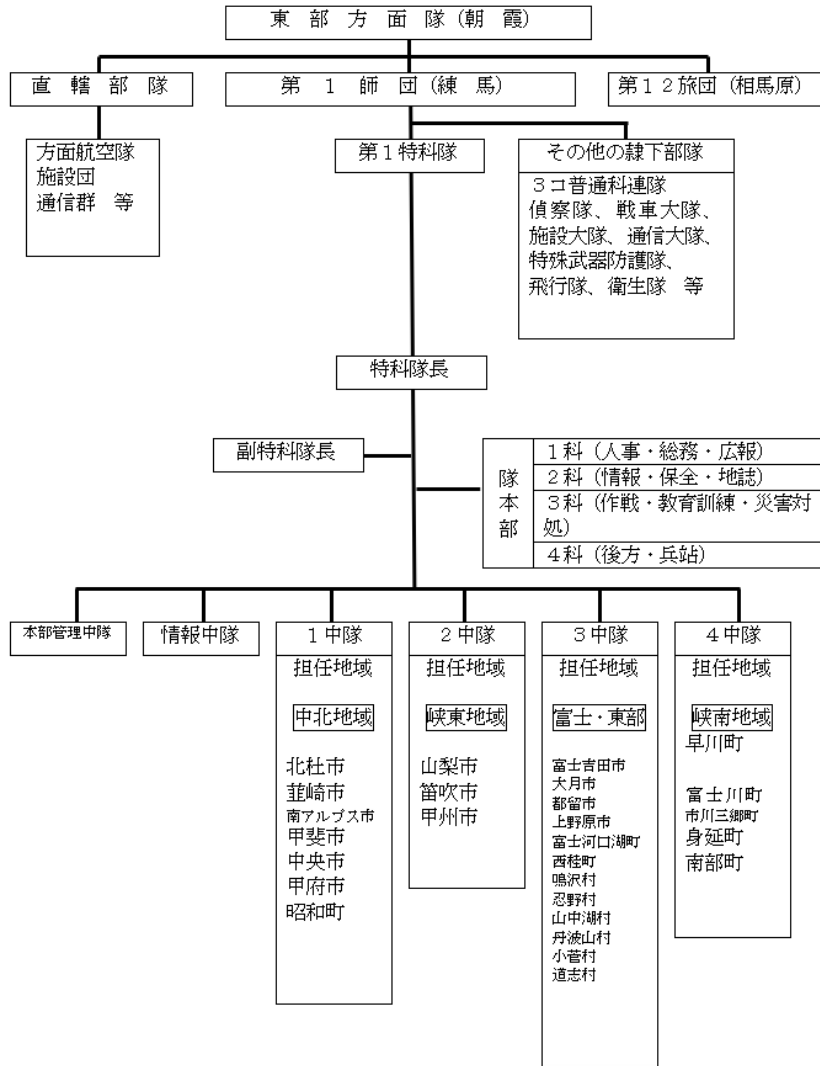 東部方面隊(朝霞)
直轄部隊
第1師団(練馬)
第12旅団(相馬原)
方面航空隊
施設団
通信群 等
第1特科隊
その他の隷下部隊
3コ普通科連隊
偵察隊、戦車大隊、
施設大隊、通信大隊、
特殊武器防護隊、
飛行隊、衛生隊 等
特科隊長
副特科隊長
隊本部
1科(人事・総務・広報)
2科(情報・保全・地誌)
3科(作戦・教育訓練・災害対
処)
4科(後方・兵站)
本部管理中隊
情報中隊
1中隊
担任地域
中北地域
北杜市
韮崎市
南アルプス市
甲斐市
中央市
甲府市
昭和町
2中隊
担任地域
峡東地域
山梨市
笛吹市
甲州市
3中隊
担任地域
富士・東部
富士吉田市
大月市
都留市
上野原市
富士河口湖町
西桂町
鳴沢村
忍野村
山中湖村
丹波山村
小菅村
道志村
4中隊
担任地域
峡南地域
早川町
富士川町
市川三郷町
身延町
南部町